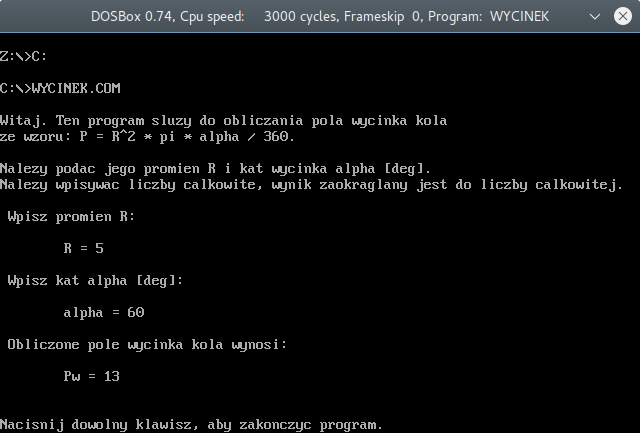 DOSBox 0.74, Cpu speed: 3000 cycles, Frameskip 0, Program: WYCINEK
Z:\>C:
C:\>WYCINEK.COM
Witaj. Ten program sluzy do obliczania pola wycinka kola
ze wzoru: P = R^2 * pi * alpha / 360.
Nalezy podac jego promien R i kat wycinka alpha [deg].
Nalezy wpisywac liczby calkowite, wynik zaokraglany jest do liczby calkowitej.
Wpisz promien R:
R = 5
Wpisz kat alpha [deg]:
alpha = 60
Obliczone pole wycinka kola wynosi:
Pw = 13
Nacisnij dowolny klawisz, aby zakonczyc program.